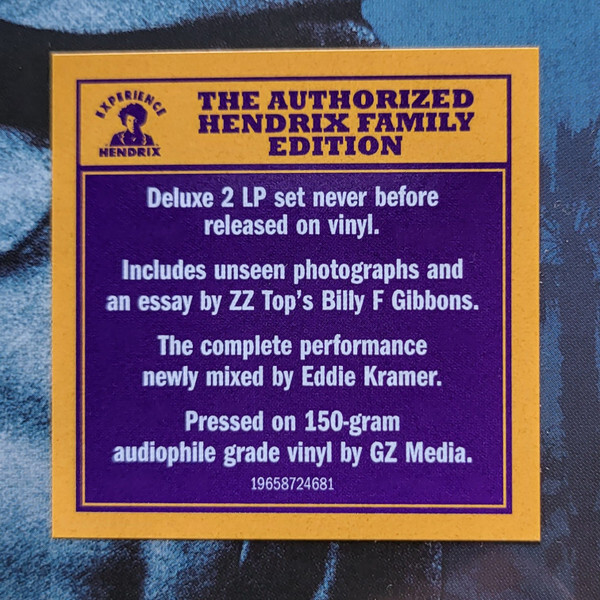 EXPERIENCE
HENDRIX
THE AUTHORIZED
HENDRIX FAMILY
EDITION
Deluxe 2 LP set never before
released on vinyl.
Includes unseen photographs and
an essay by ZZ Top's Billy F Gibbons.
The complete performance
newly mixed by Eddie Kramer.
Pressed on 150-gram
audiophile grade vinyl by GZ Media.
19658724681